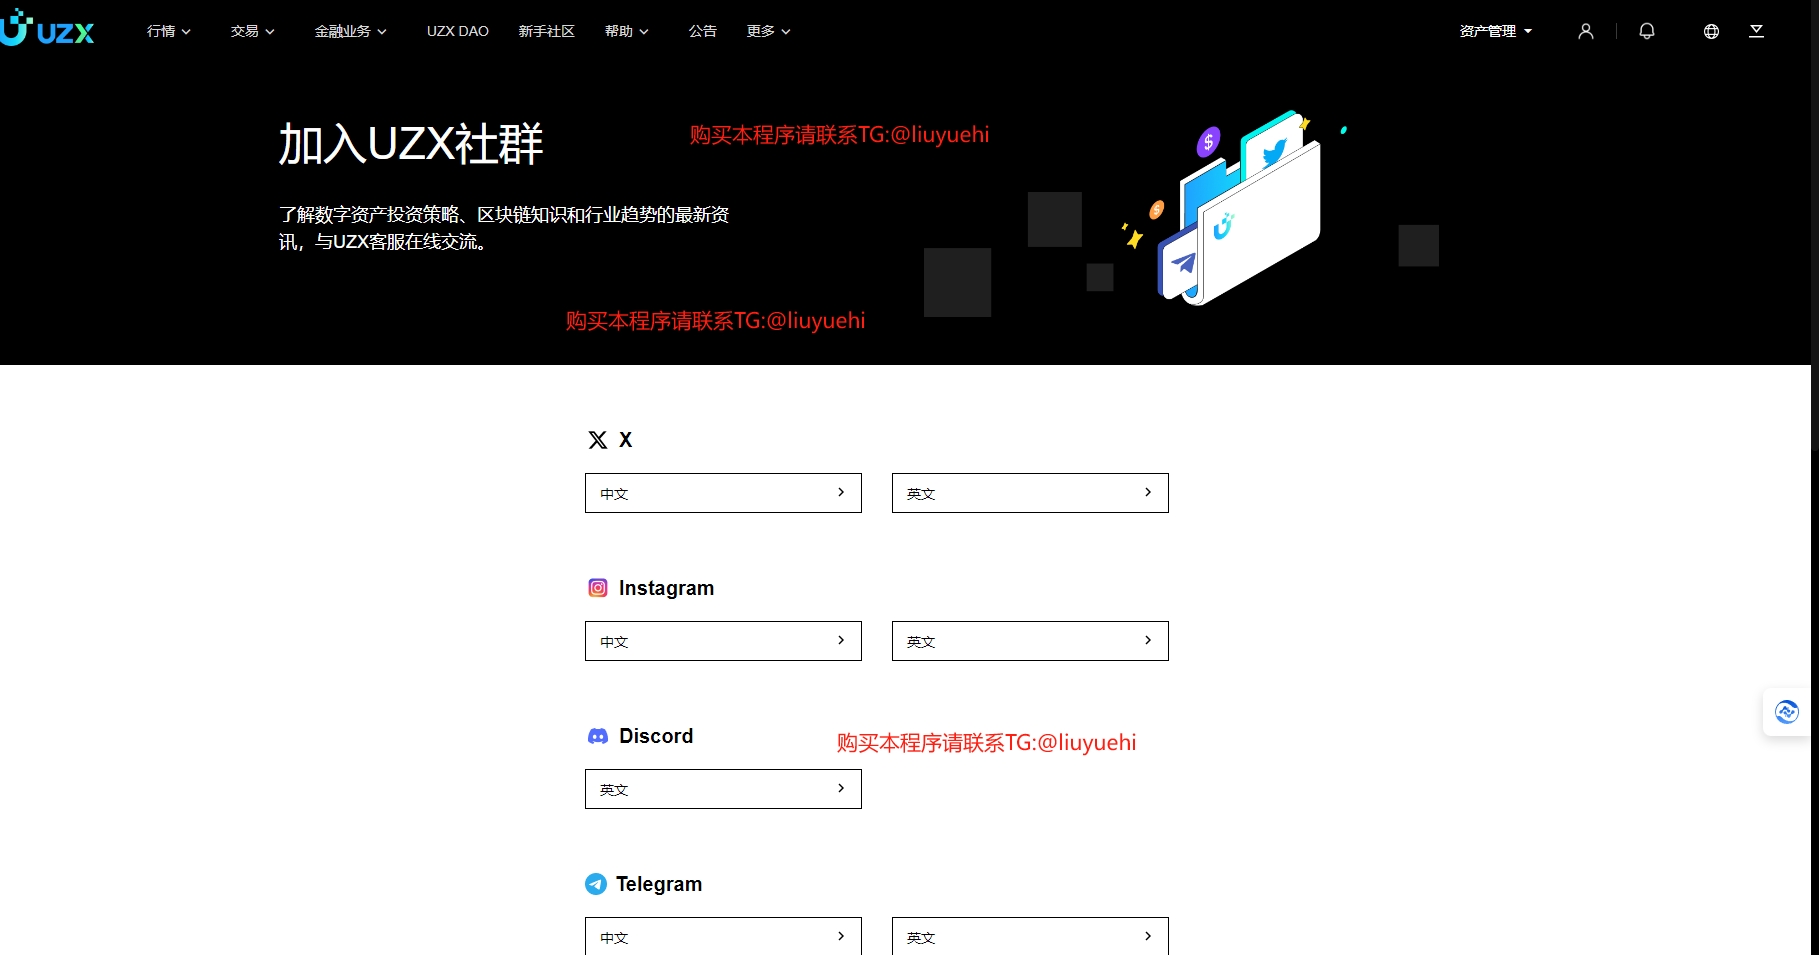 UZX
行情
交易
金融业务
UZX DAO
新手社区
帮助
公告
更多
资产管理
加入UZX社群
购买本程序请联系TG:@liuyuehi
了解数字资产投资策略、区块链知识和行业趋势的最新资
讯，与UZX客服在线交流。
购买本程序请联系TG:@liuyuehi
X
中文
英文
Instagram
中文
英文
Discord
购买本程序请联系TG:@liuyuehi
英文
Telegram
中文
英文